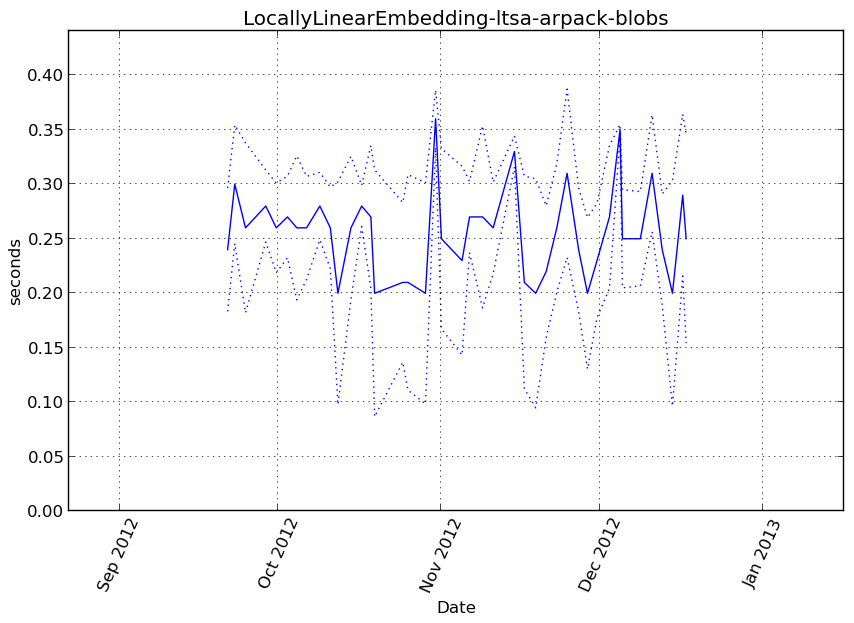 LocallyLinearEmbedding-ltsa-arpack-blobs
0.40
0.35
0.30
0.25
0.20
0.15
0.10
0.05
0.00
seconds
Sep 2012
Oct 2012
Nov 2012
Dec 2012
Jan 2013
Date